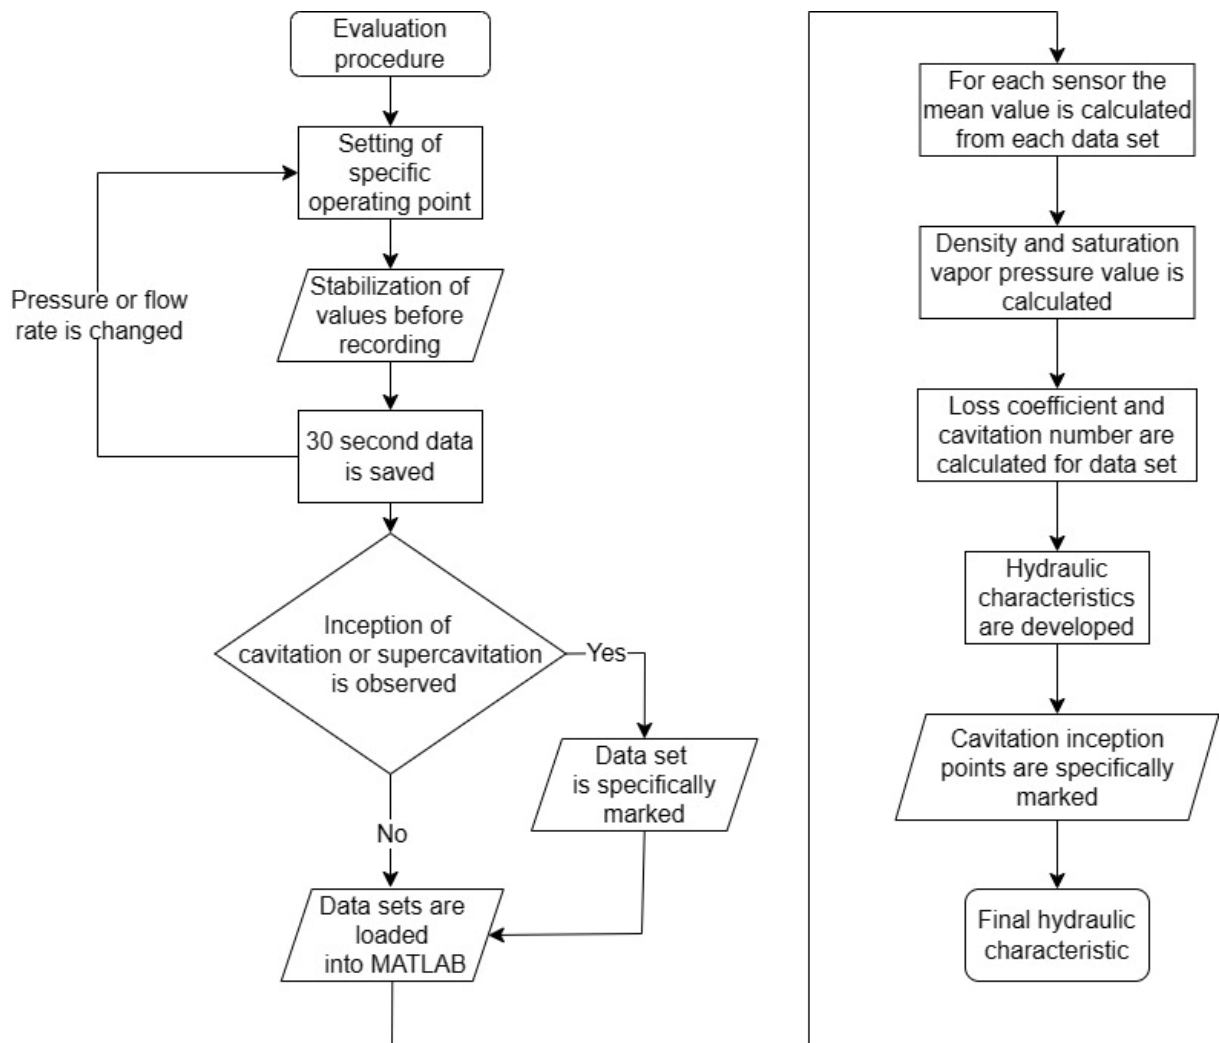 Evaluation
procedure
Setting of
specific
operating point
Stabilization of
values before
recording
Pressure or flow
rate is changed
30 second data
is saved
Inception of
cavitation or supercavitation
is observed
Yes
Data set
is specifically
marked
No
Data sets are
loaded
into MATLAB
For each sensor the
mean value is calculated
from each data set
Density and saturation
vapor pressure value is
calculated
Loss coefficient and
cavitation number are
calculated for data set
Hydraulic
characteristics
are developed
Cavitation inception
points are specifically
marked
Final hydraulic
characteristic